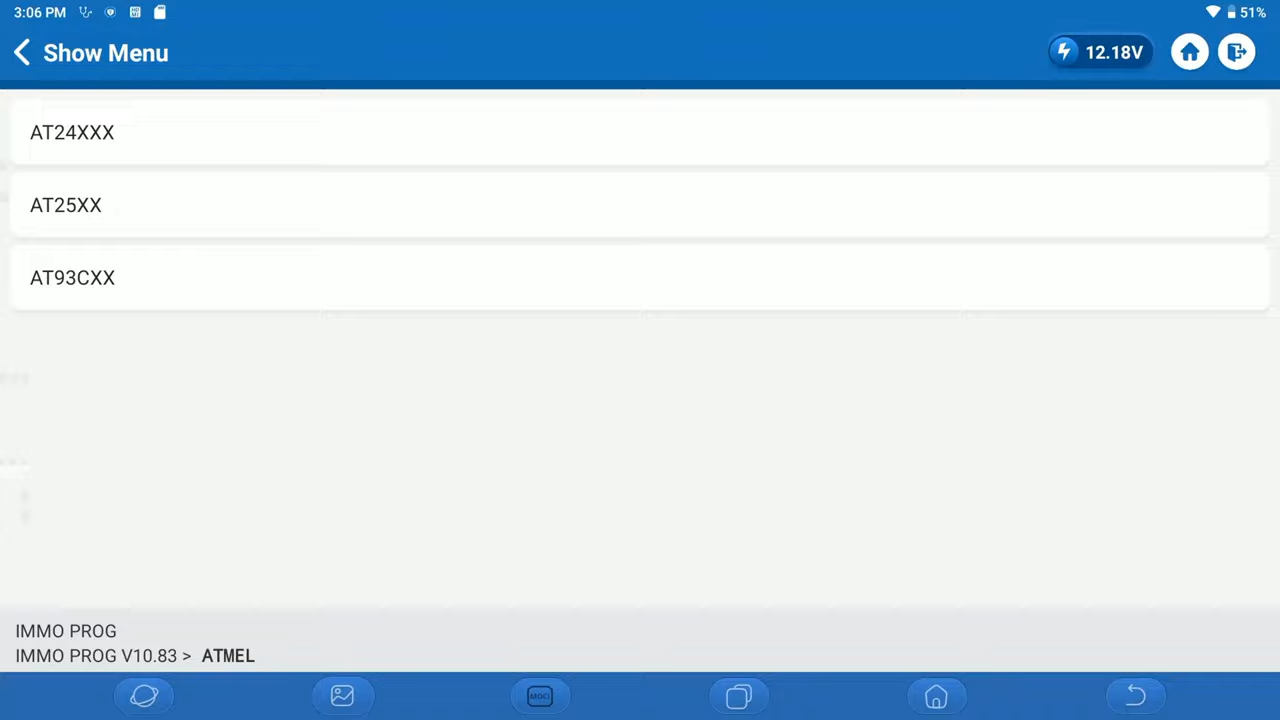 3:06 PM
51%
Show Menu
12.18V
AT24XXX
AT25XX
AT93CXX
IMMO PROG
IMMO PROG V10.83 > ATMEL